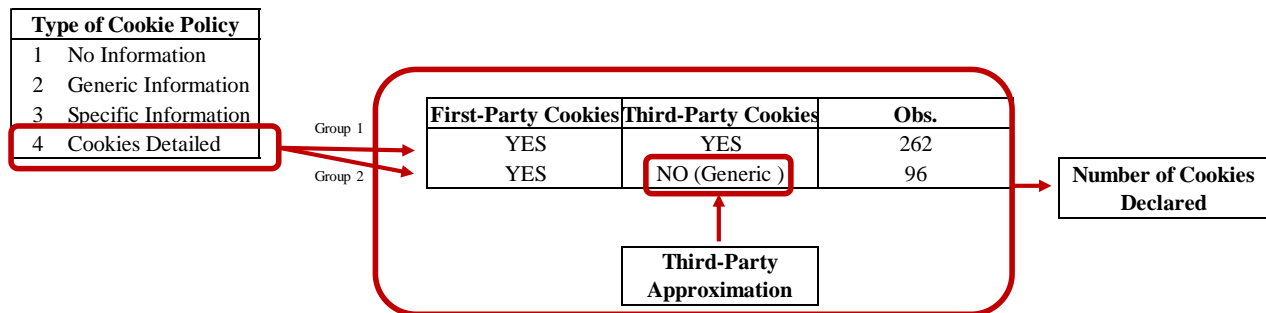 Type of Cookie Policy
1 No Information
2 Generic Information
3 Specific Information
4 Cookies Detailed
Group 1
Group 2
First-Party Cookies Third-Party Cookies Obs.
YES YES 262
YES NO (Generic ) 96
Third-Party
Approximation
Number of Cookies
Declared